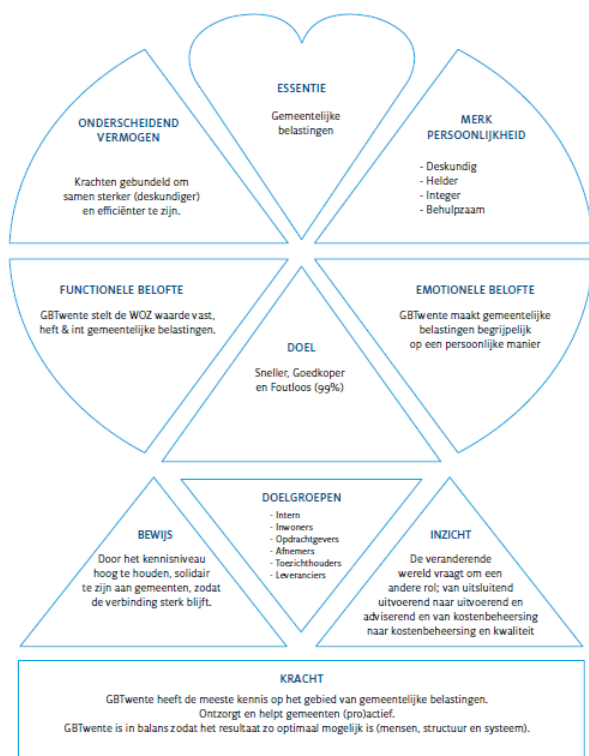 ESSENTIE
Gemeentelijke
belastingen
ONDERSCHEIDEND
VERMOGEN
Krachten gebundeld om
samen sterker (deskundiger)
en efficiënter te zijn.
MERK
PERSOONLIJKHEID
- Deskundig
- Helder
- Integer
- Behulpzaam
FUNCTIONELE BELOFTE
GBTwente stelt de WOZ waarde vast,
heft & int gemeentelijke belastingen.
DOEL
Sneller, Goedkoper
en Foutloos (99%)
EMOTIONELE BELOFTE
GBTwente maakt gemeentelijke
belastingen begrijpelijk
op een persoonlijke manier
BEWIJS
Door het kennisniveau
hoog te houden, solidair
te zijn aan gemeenten, zodat
de verbinding sterk blijft.
DOELGROEPEN
- Intern
- Inwoners
- Opdrachtgevers
- Afnemers
- Toezichthouders
- Leveranciers
INZICHT
De veranderende
wereld vraagt om een
andere rol; van uitsluitend
uitvoerend naar uitvoerend en
adviserend en van kostenbeheersing
naar kostenbeheersing en kwaliteit
KRACHT
GBTwente heeft de meeste kennis op het gebied van gemeentelijke belastingen.
Ontzorgt en helpt gemeenten (pro)actief.
GBTwente is in balans zodat het resultaat zo optimaal mogelijk is (mensen, structuur en systeem).